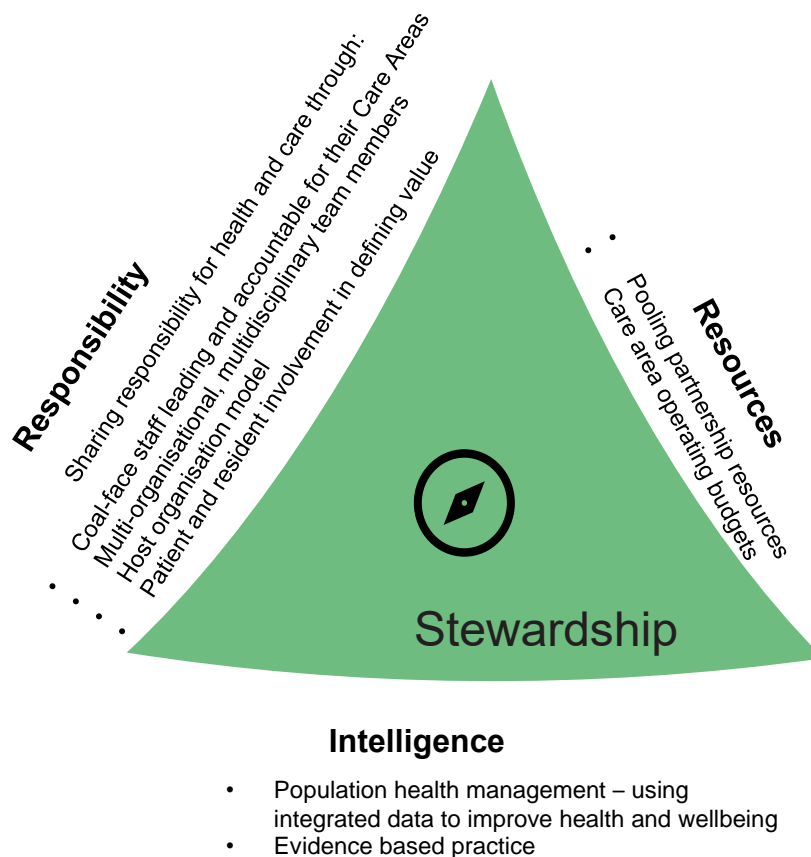 Responsibility
Sharing responsibility for health and care through:
• Coal-face staff leading and accountable for their Care Areas
• Multi-organisational, multidisciplinary team members
• Host organisation model
• Patient and resident involvement in defining value
Resources
• Pooling partnership resources
• Care area operating budgets
Stewardship
Intelligence
• Population health management – using
integrated data to improve health and wellbeing
• Evidence based practice